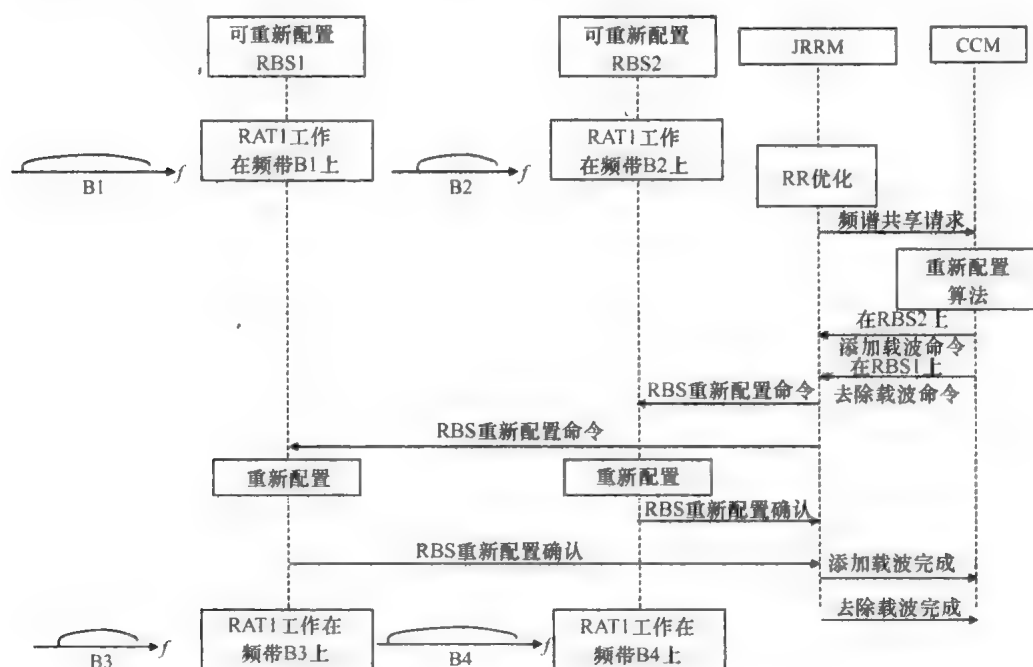 可重新配置
RBS1
可重新配置
RBS2
JRRM
CCM
RAT1工作
在频带B1上
B1
f
RAT1工作
在频带B2上
B2
f
RR优化
频谱共享请求
重新配置
算法
在RBS2上
添加载波命令
在RBS1上
去除载波命令
RBS重新配置命令
RBS重新配置命令
重新配置
重新配置
RBS重新配置确认
RBS重新配置确认
添加载波完成
去除载波完成
RAT1工作在
频带B3上
B3
f
RAT1工作在
频带B4上
B4
f